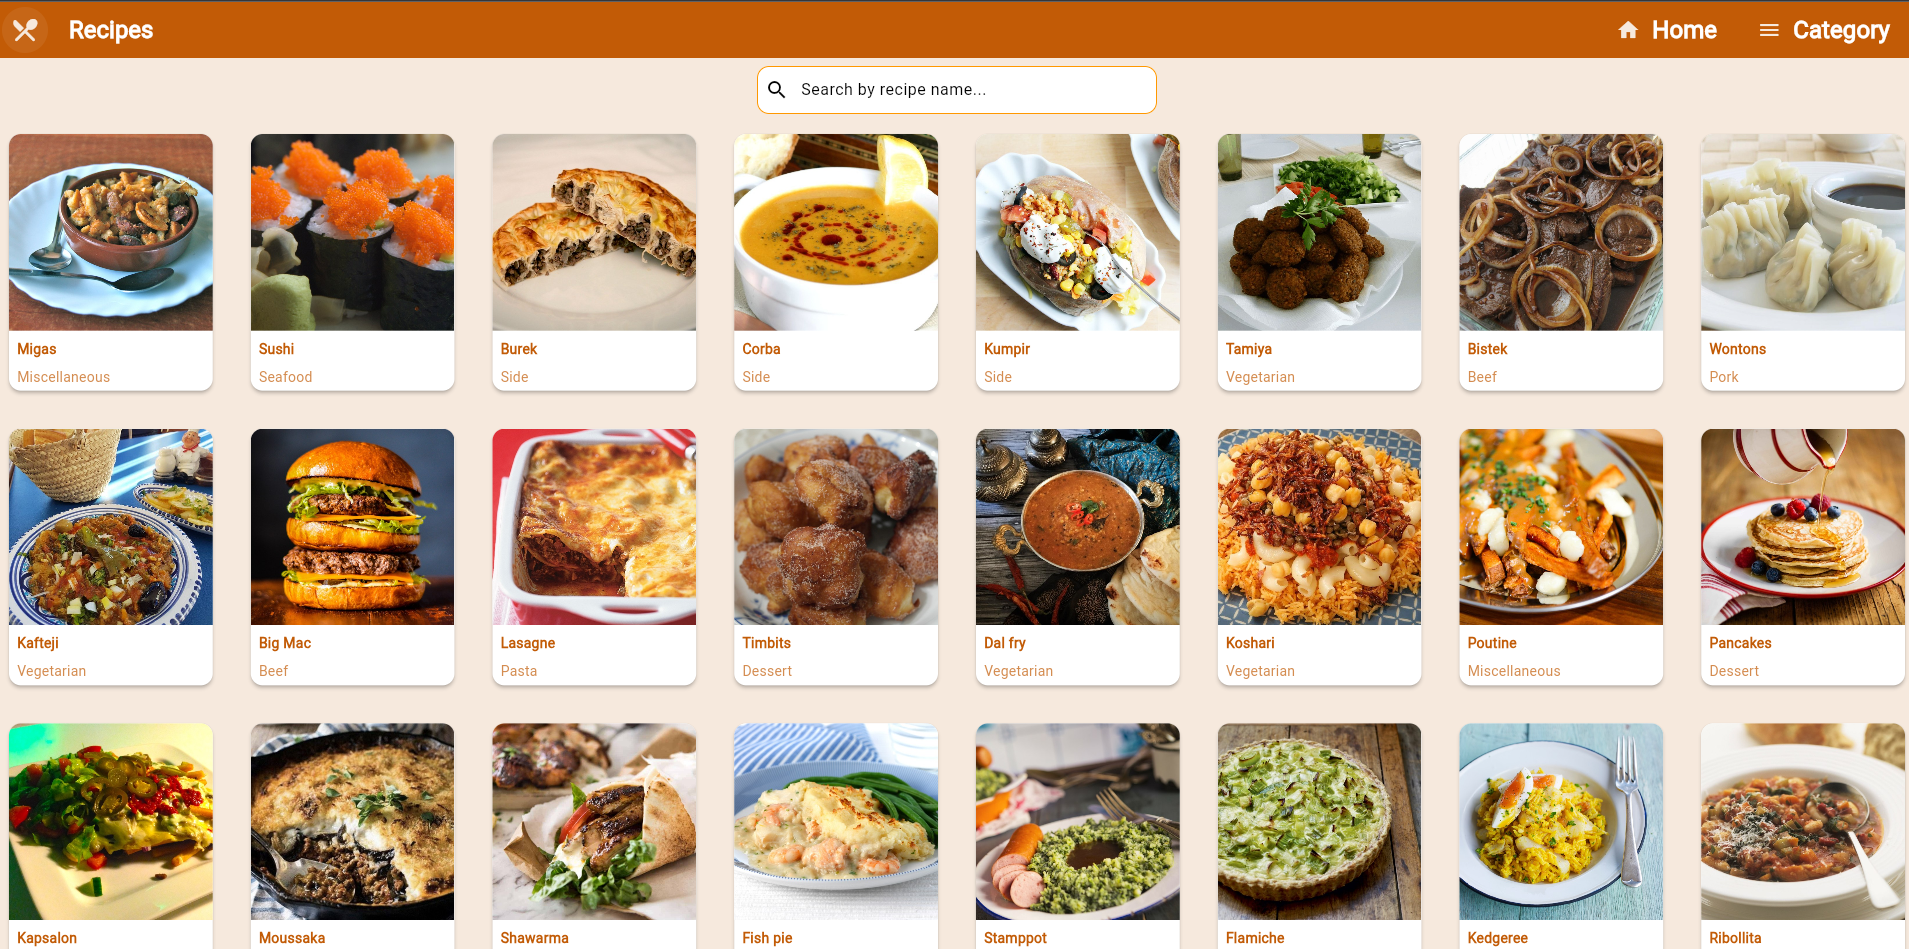 Recipes
Home
Category
Search by recipe name...
Migas
Miscellaneous
Sushi
Seafood
Burek
Side
Corba
Side
Kumpir
Side
Tamiya
Vegetarian
Bistek
Beef
Wontons
Pork
Kafteji
Vegetarian
Big Mac
Beef
Lasagne
Pasta
Timbits
Dessert
Dal fry
Vegetarian
Koshari
Vegetarian
Poutine
Miscellaneous
Pancakes
Dessert
Kapsalon
Moussaka
Shawarma
Fish pie
Stamppot
Flamiche
Kedgeree
Ribollita